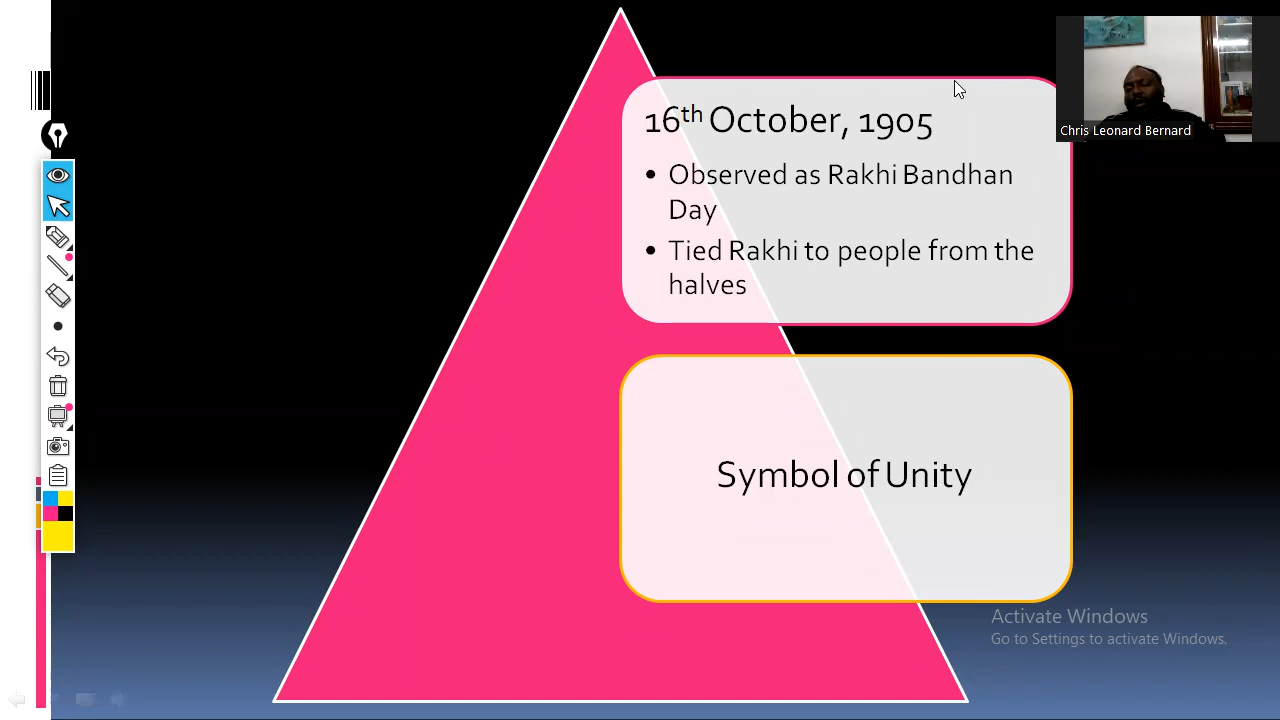 16th October, 1905
• Observed as Rakhi Bandhan
Day
• Tied Rakhi to people from the
halves
Symbol of Unity
Chris Leonard Bernard
Activate Windows
Go to Settings to activate Windows.